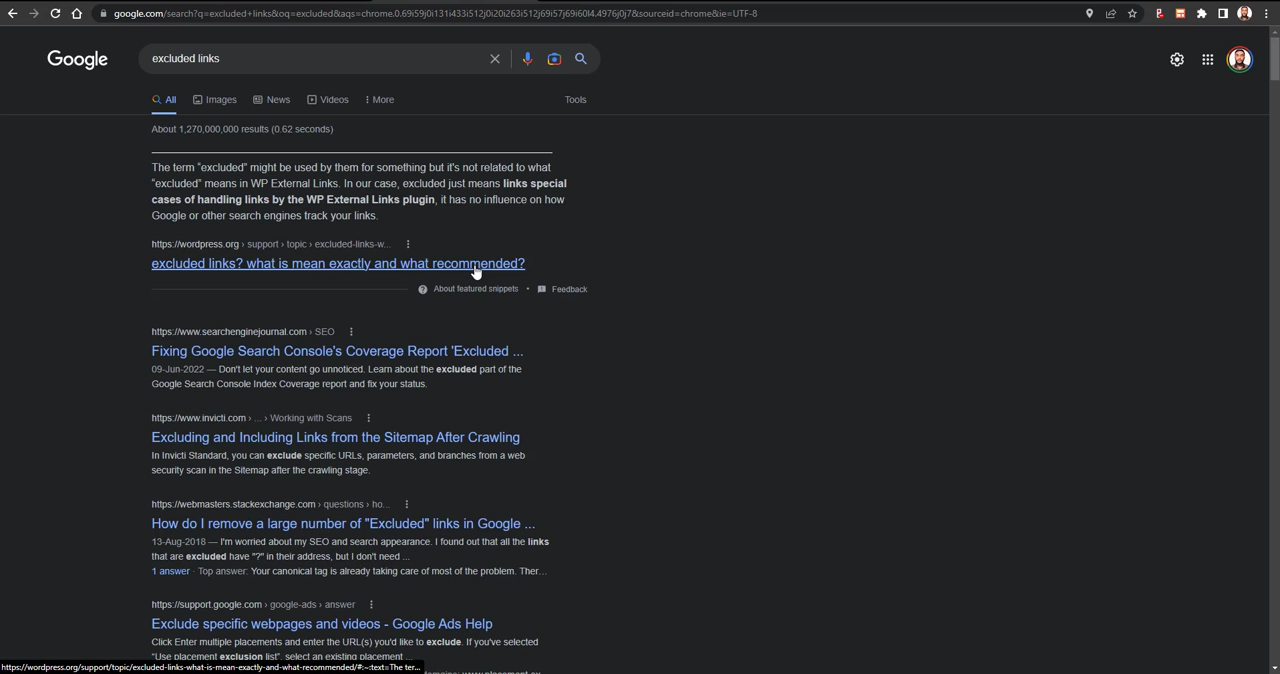 google.com/search?q=excluded+links&oq=excluded&aqs=chrome.0.69i59j0i131i433i512j0i20i263i512j69i57j69i60l4.4976j0j7&sourceid=chrome&ie=UTF-8
Google
excluded links
All Images News Videos More Tools
About 1,270,000,000 results (0.62 seconds)
The term "excluded" might be used by them for something but it's not related to what
"excluded" means in WP External Links. In our case, excluded just means links special
cases of handling links by the WP External Links plugin, it has no influence on how
Google or other search engines track your links.
https://wordpress.org › support › topic › excluded-links-w...
excluded links? what is mean exactly and what recommended?
About featured snippets • Feedback
https://www.searchenginejournal.com › SEO
Fixing Google Search Console's Coverage Report 'Excluded ...
09-Jun-2022 — Don't let your content go unnoticed. Learn about the excluded part of the
Google Search Console Index Coverage report and fix your status.
https://www.invicti.com › ... › Working with Scans
Excluding and Including Links from the Sitemap After Crawling
In Invicti Standard, you can exclude specific URLs, parameters, and branches from a web
security scan in the Sitemap after the crawling stage.
https://webmasters.stackexchange.com › questions › ho...
How do I remove a large number of "Excluded" links in Google ...
13-Aug-2018 — I'm worried about my SEO and search appearance. I found out that all the links
that are excluded have "?" in their address, but I don't need ...
1 answer · Top answer: Your canonical tag is already taking care of most of the problem. Ther...
https://support.google.com › google-ads › answer
Exclude specific webpages and videos - Google Ads Help
Click Enter multiple placements and enter the URL(s) you'd like to exclude. If you've selected
"Use placement exclusion list", select an existing placement ...
https://wordpress.org/support/topic/excluded-links-what-is-mean-exactly-and-what-recommended/#:~:text=The ter...